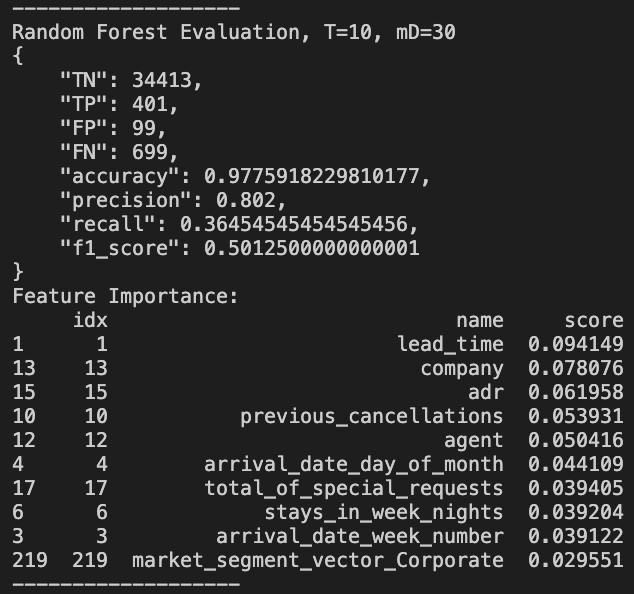 -------------------
Random Forest Evaluation, T=10, mD=30
{
    "TN": 34413,
    "TP": 401,
    "FP": 99,
    "FN": 699,
    "accuracy": 0.9775918229810177,
    "precision": 0.802,
    "recall": 0.36454545454545456,
    "f1_score": 0.5012500000000001
}
Feature Importance:
     idx                             name     score
1      1                        lead_time  0.094149
13    13                          company  0.078076
15    15                              adr  0.061958
10    10           previous_cancellations  0.053931
12    12                            agent  0.050416
4      4        arrival_date_day_of_month  0.044109
17    17        total_of_special_requests  0.039405
6      6             stays_in_week_nights  0.039204
3      3         arrival_date_week_number  0.039122
219  219  market_segment_vector_Corporate  0.029551
-------------------